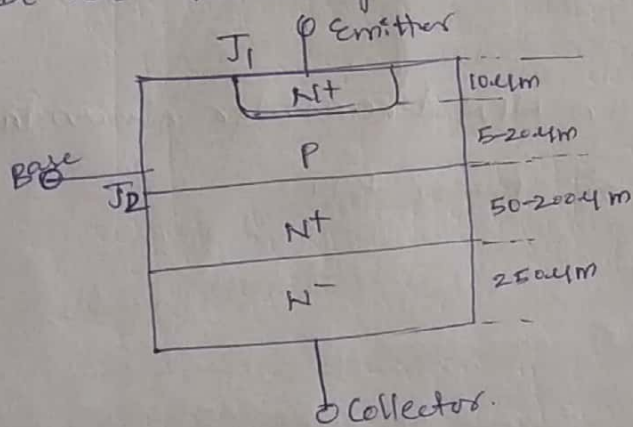 Emitter
J1
N+
10μm
P
5-20μm
Base
J2
N+
50-200μm
N-
250μm
Collector.